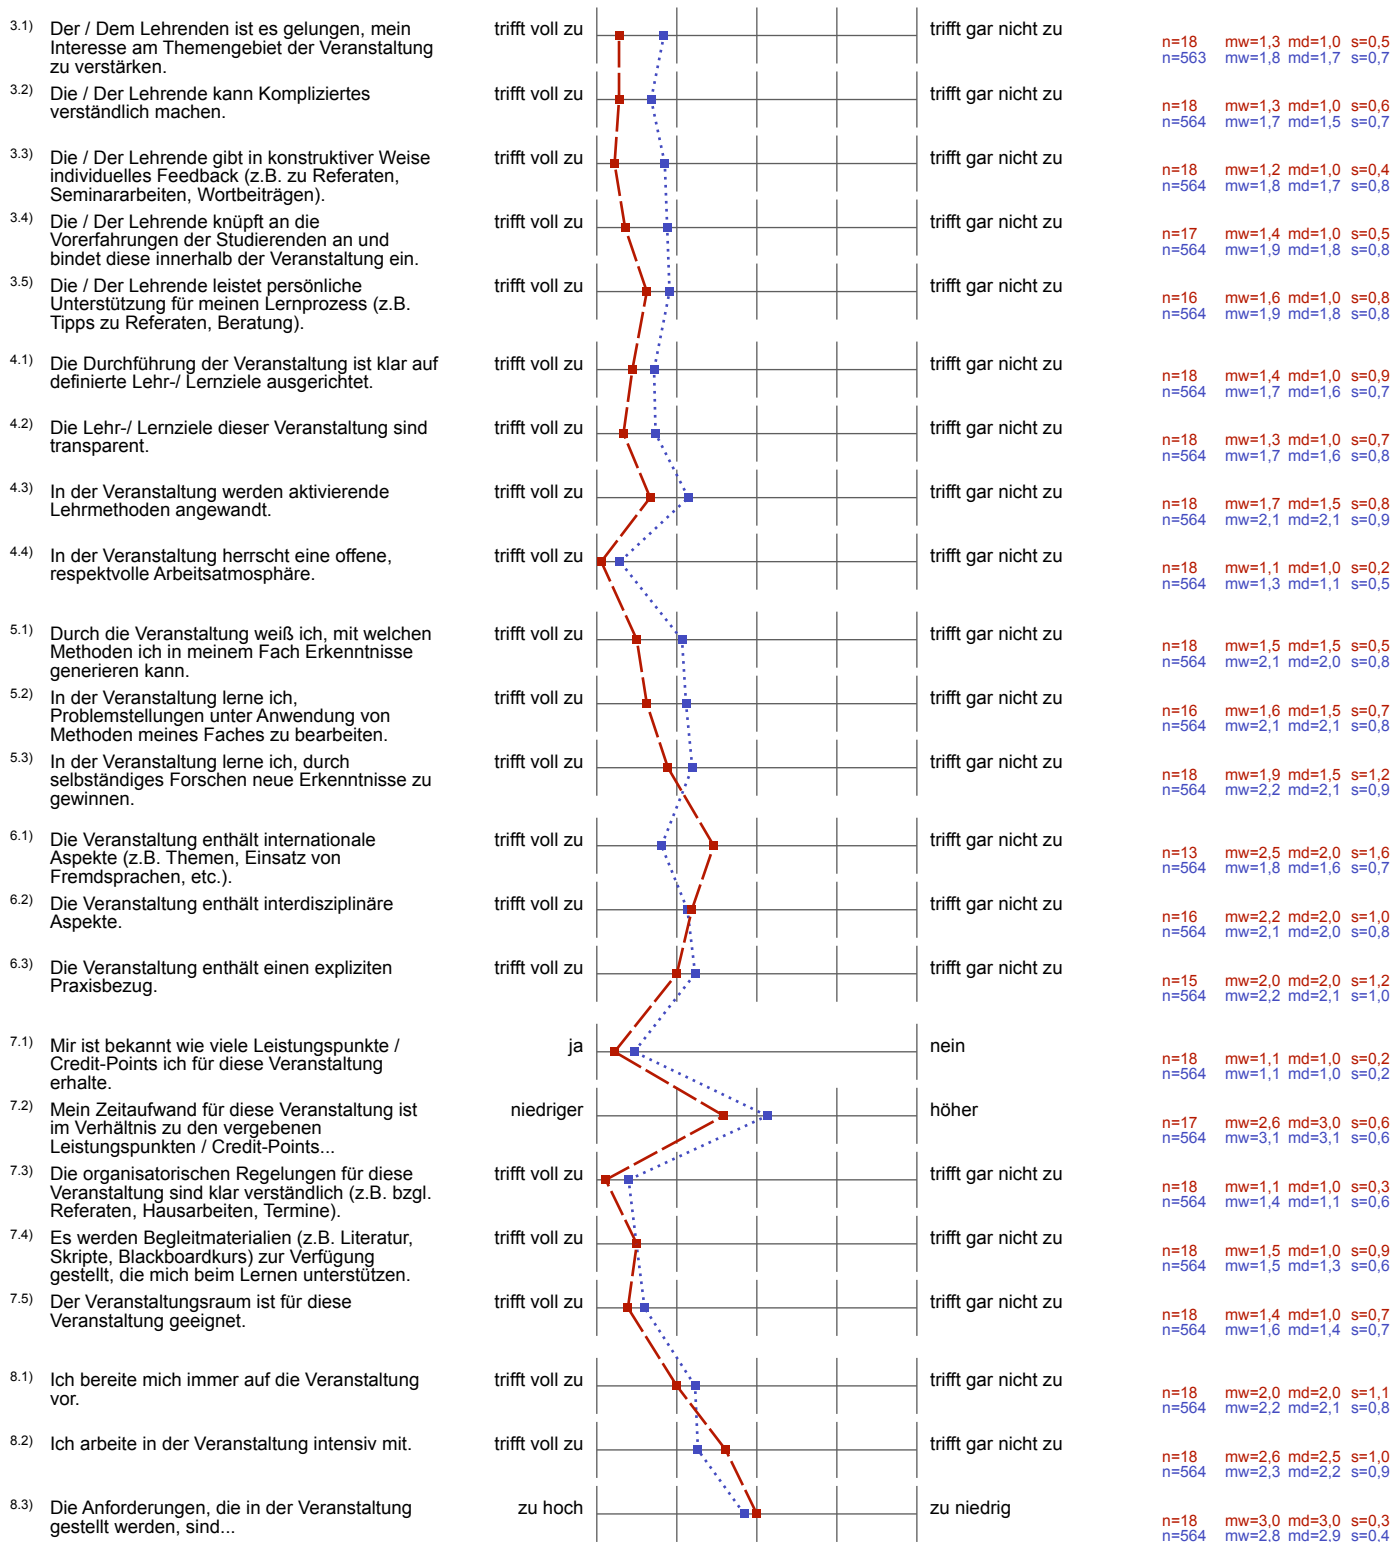 3.1) Der / Dem Lehrenden ist es gelungen, mein
Interesse am Themengebiet der Veranstaltung
zu verstärken.
trifft voll zu
trifft gar nicht zu
n=18 mw=1,3 md=1,0 s=0,5
n=563 mw=1,8 md=1,7 s=0,7
3.2) Die / Der Lehrende kann Kompliziertes
verständlich machen.
trifft voll zu
trifft gar nicht zu
n=18 mw=1,3 md=1,0 s=0,6
n=564 mw=1,7 md=1,5 s=0,7
3.3) Die / Der Lehrende gibt in konstruktiver Weise
individuelles Feedback (z.B. zu Referaten,
Seminararbeiten, Wortbeiträgen).
trifft voll zu
trifft gar nicht zu
n=18 mw=1,2 md=1,0 s=0,4
n=564 mw=1,8 md=1,7 s=0,8
3.4) Die / Der Lehrende knüpft an die
Vorerfahrungen der Studierenden an und
bindet diese innerhalb der Veranstaltung ein.
trifft voll zu
trifft gar nicht zu
n=17 mw=1,4 md=1,0 s=0,5
n=564 mw=1,9 md=1,8 s=0,8
3.5) Die / Der Lehrende leistet persönliche
Unterstützung für meinen Lernprozess (z.B.
Tipps zu Referaten, Beratung).
trifft voll zu
trifft gar nicht zu
n=16 mw=1,6 md=1,0 s=0,8
n=564 mw=1,9 md=1,8 s=0,8
4.1) Die Durchführung der Veranstaltung ist klar auf
definierte Lehr-/ Lernziele ausgerichtet.
trifft voll zu
trifft gar nicht zu
n=18 mw=1,4 md=1,0 s=0,9
n=564 mw=1,7 md=1,6 s=0,7
4.2) Die Lehr-/ Lernziele dieser Veranstaltung sind
transparent.
trifft voll zu
trifft gar nicht zu
n=18 mw=1,3 md=1,0 s=0,7
n=564 mw=1,7 md=1,6 s=0,8
4.3) In der Veranstaltung werden aktivierende
Lehrmethoden angewandt.
trifft voll zu
trifft gar nicht zu
n=18 mw=1,7 md=1,5 s=0,8
n=564 mw=2,1 md=2,1 s=0,9
4.4) In der Veranstaltung herrscht eine offene,
respektvolle Arbeitsatmosphäre.
trifft voll zu
trifft gar nicht zu
n=18 mw=1,1 md=1,0 s=0,2
n=564 mw=1,3 md=1,1 s=0,5
5.1) Durch die Veranstaltung weiß ich, mit welchen
Methoden ich in meinem Fach Erkenntnisse
generieren kann.
trifft voll zu
trifft gar nicht zu
n=18 mw=1,5 md=1,5 s=0,5
n=564 mw=2,1 md=2,0 s=0,8
5.2) In der Veranstaltung lerne ich,
Problemstellungen unter Anwendung von
Methoden meines Faches zu bearbeiten.
trifft voll zu
trifft gar nicht zu
n=16 mw=1,6 md=1,5 s=0,7
n=564 mw=2,1 md=2,1 s=0,8
5.3) In der Veranstaltung lerne ich, durch
selbständiges Forschen neue Erkenntnisse zu
gewinnen.
trifft voll zu
trifft gar nicht zu
n=18 mw=1,9 md=1,5 s=1,2
n=564 mw=2,2 md=2,1 s=0,9
6.1) Die Veranstaltung enthält internationale
Aspekte (z.B. Themen, Einsatz von
Fremdsprachen, etc.).
trifft voll zu
trifft gar nicht zu
n=13 mw=2,5 md=2,0 s=1,6
n=564 mw=1,8 md=1,6 s=0,7
6.2) Die Veranstaltung enthält interdisziplinäre
Aspekte.
trifft voll zu
trifft gar nicht zu
n=16 mw=2,2 md=2,0 s=1,0
n=564 mw=2,1 md=2,0 s=0,8
6.3) Die Veranstaltung enthält einen expliziten
Praxisbezug.
trifft voll zu
trifft gar nicht zu
n=15 mw=2,0 md=2,0 s=1,2
n=564 mw=2,2 md=2,1 s=1,0
7.1) Mir ist bekannt wie viele Leistungspunkte /
Credit-Points ich für diese Veranstaltung
erhalte.
ja
nein
n=18 mw=1,1 md=1,0 s=0,2
n=564 mw=1,1 md=1,0 s=0,2
7.2) Mein Zeitaufwand für diese Veranstaltung ist
im Verhältnis zu den vergebenen
Leistungspunkten / Credit-Points...
niedriger
höher
n=17 mw=2,6 md=3,0 s=0,6
n=564 mw=3,1 md=3,1 s=0,6
7.3) Die organisatorischen Regelungen für diese
Veranstaltung sind klar verständlich (z.B. bzgl.
Referaten, Hausarbeiten, Termine).
trifft voll zu
trifft gar nicht zu
n=18 mw=1,1 md=1,0 s=0,3
n=564 mw=1,4 md=1,1 s=0,6
7.4) Es werden Begleitmaterialien (z.B. Literatur,
Skripte, Blackboardkurs) zur Verfügung
gestellt, die mich beim Lernen unterstützen.
trifft voll zu
trifft gar nicht zu
n=18 mw=1,5 md=1,0 s=0,9
n=564 mw=1,5 md=1,3 s=0,6
7.5) Der Veranstaltungsraum ist für diese
Veranstaltung geeignet.
trifft voll zu
trifft gar nicht zu
n=18 mw=1,4 md=1,0 s=0,7
n=564 mw=1,6 md=1,4 s=0,7
8.1) Ich bereite mich immer auf die Veranstaltung
vor.
trifft voll zu
trifft gar nicht zu
n=18 mw=2,0 md=2,0 s=1,1
n=564 mw=2,2 md=2,1 s=0,8
8.2) Ich arbeite in der Veranstaltung intensiv mit.
trifft voll zu
trifft gar nicht zu
n=18 mw=2,6 md=2,5 s=1,0
n=564 mw=2,3 md=2,2 s=0,9
8.3) Die Anforderungen, die in der Veranstaltung
gestellt werden, sind...
zu hoch
zu niedrig
n=18 mw=3,0 md=3,0 s=0,3
n=564 mw=2,8 md=2,9 s=0,4